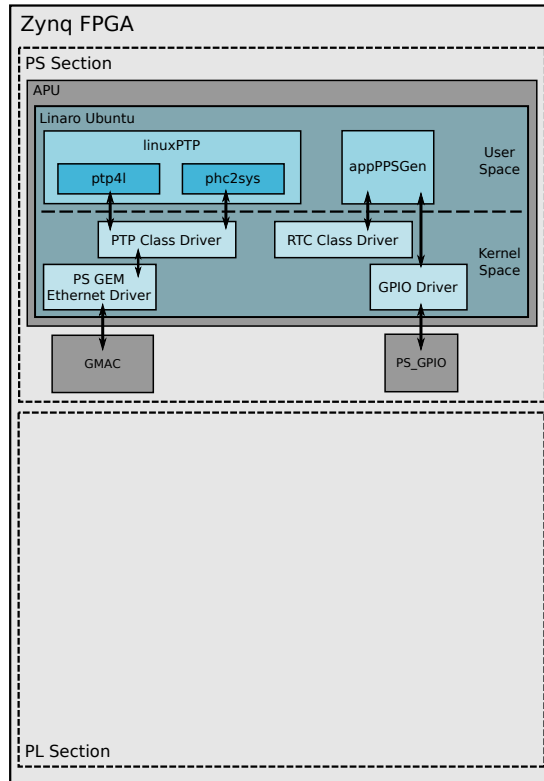 Zynq FPGA
PS Section
APU
Linaro Ubuntu
linuxPTP
ptp4l
phc2sys
appPPSGen
User
Space
PTP Class Driver
RTC Class Driver
Kernel
Space
PS GEM
Ethernet Driver
GPIO Driver
GMAC
PS_GPIO
PL Section